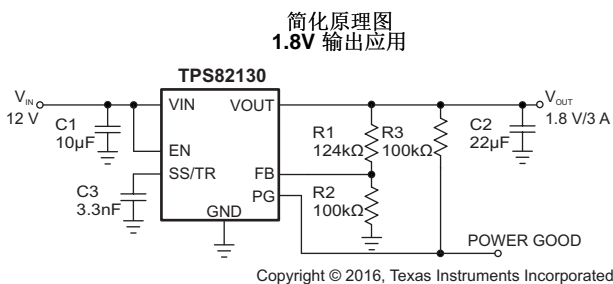 简化原理图
1.8V 输出应用
TPS82130
VIN
12 V
C1
10μF
VIN
EN
SS/TR
C3
3.3nF
GND
VOUT
FB
PG
R1
124kΩ
R3
100kΩ
R2
100kΩ
C2
22μF
VOUT
1.8 V/3 A
POWER GOOD
Copyright © 2016, Texas Instruments Incorporated